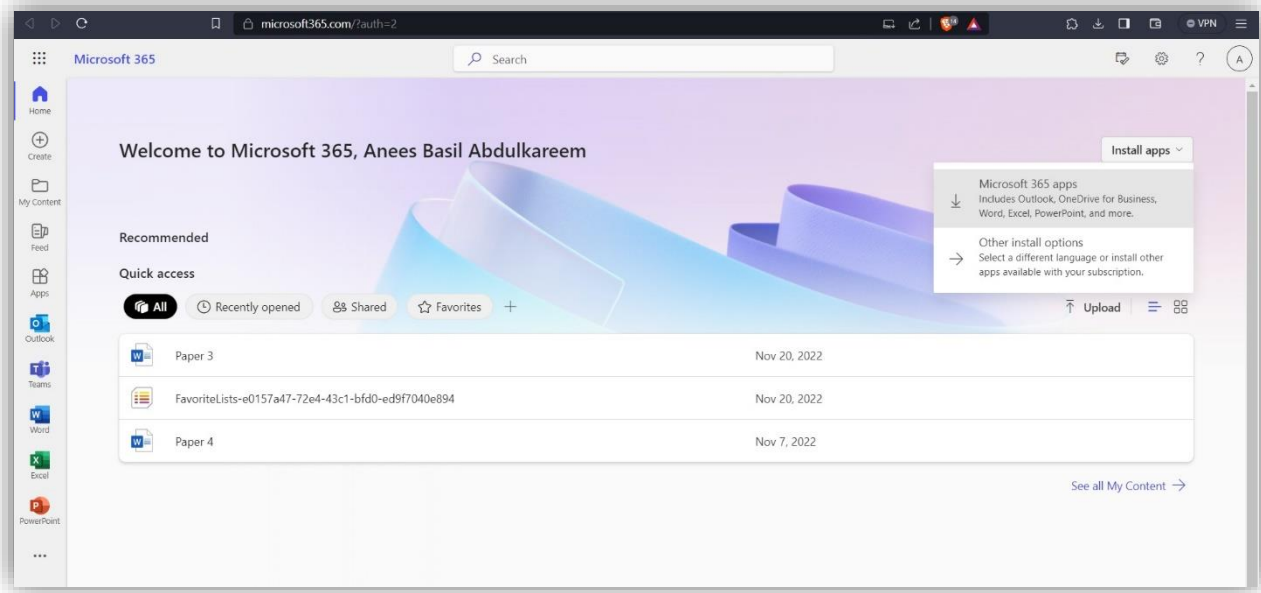 microsoft365.com/?auth=2
VPN
Microsoft 365
Search
A
Home
Create
My Content
Feed
Apps
Outlook
Teams
Word
Excel
PowerPoint
Welcome to Microsoft 365, Anees Basil Abdulkareem
Install apps
Microsoft 365 apps
Includes Outlook, OneDrive for Business,
Word, Excel, PowerPoint, and more.
Other install options
Select a different language or install other
apps available with your subscription.
Recommended
Quick access
All Recently opened Shared Favorites
Upload
Paper 3 Nov 20, 2022
FavoriteLists-e0157a47-72e4-43c1-bfd0-ed9f7040e894 Nov 20, 2022
Paper 4 Nov 7, 2022
See all My Content